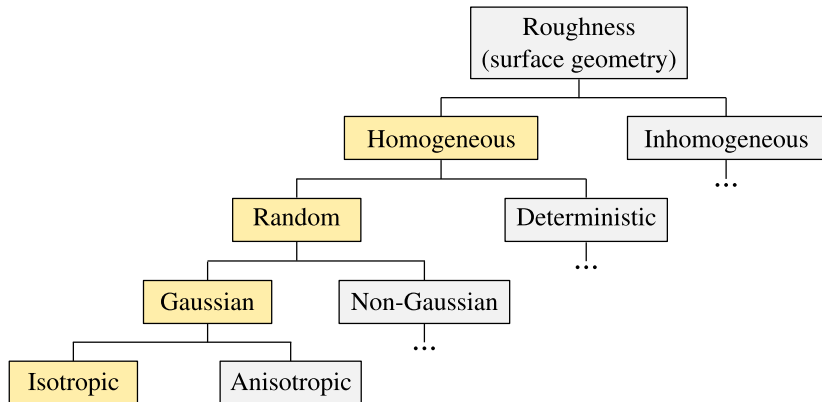 Roughness
(surface geometry)
Homogeneous
Inhomogeneous
...
Random
Deterministic
...
Gaussian
Non-Gaussian
...
Isotropic
Anisotropic